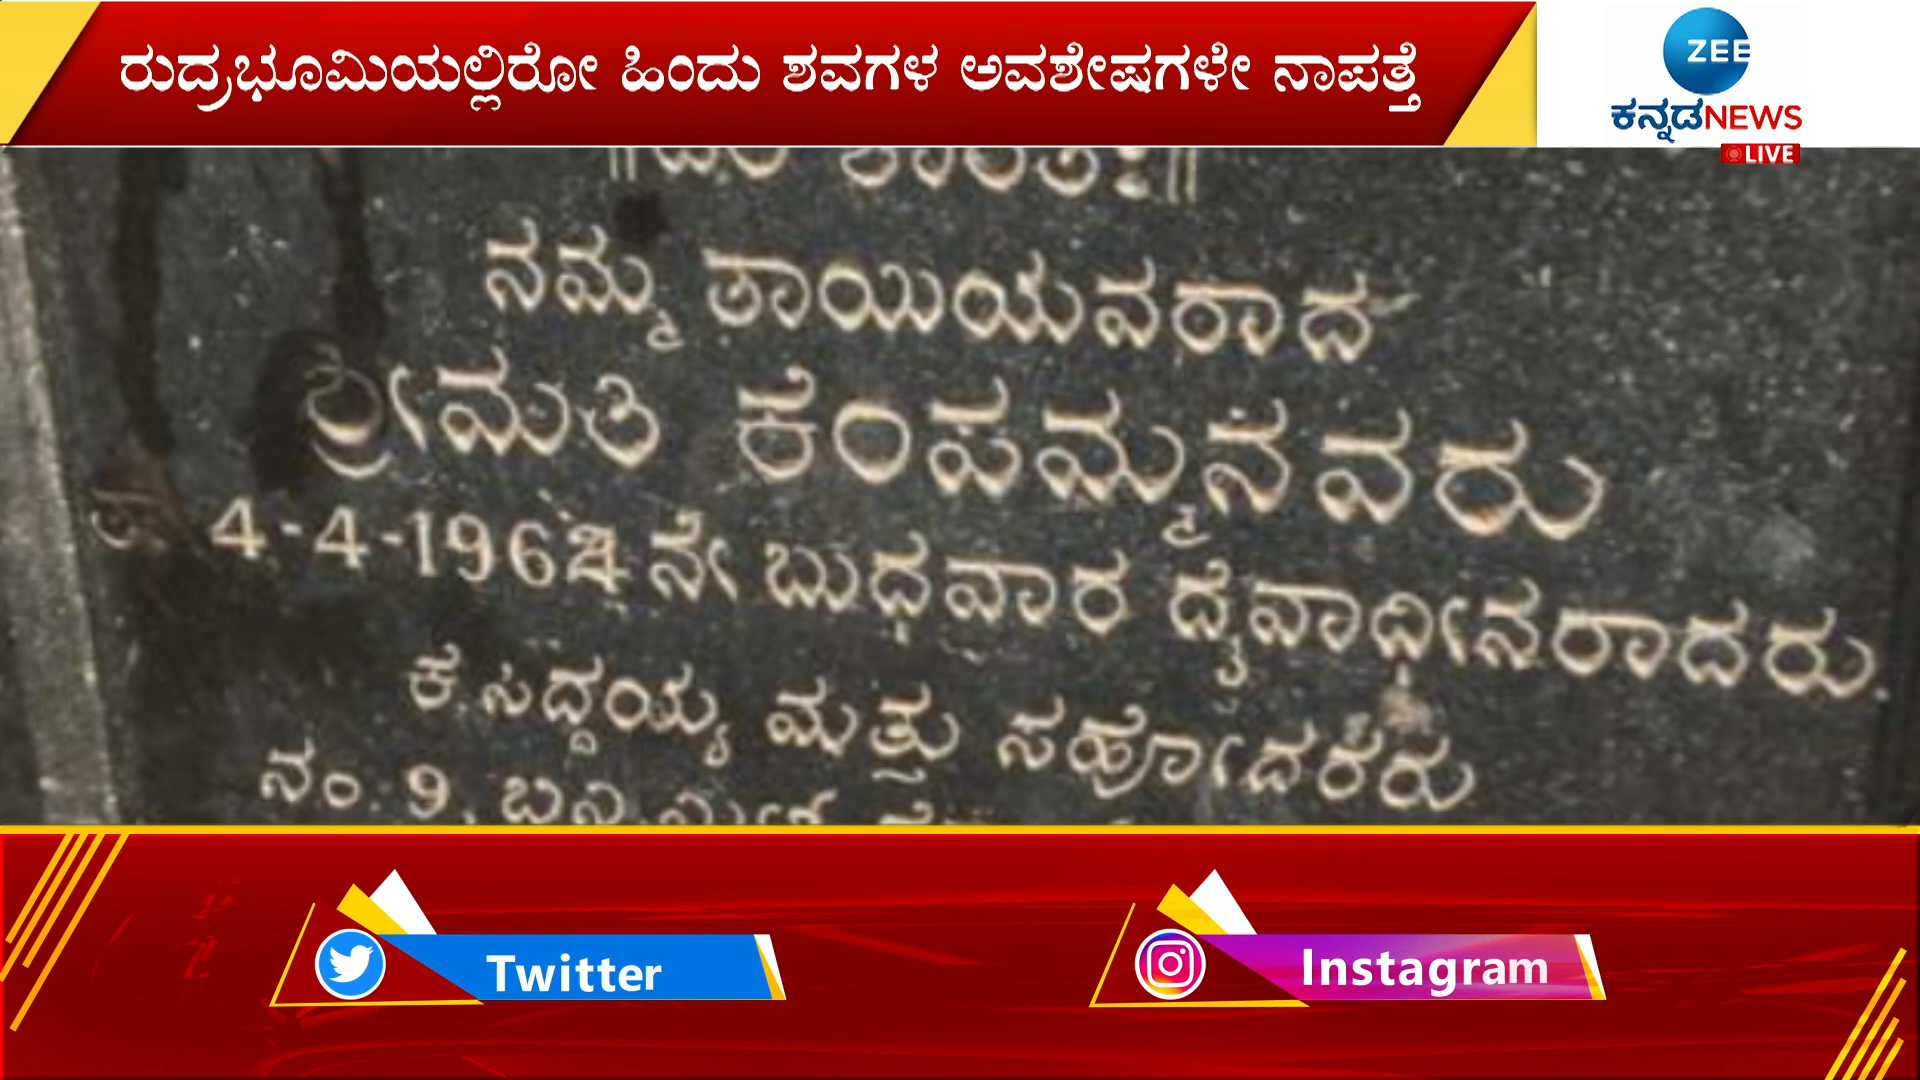 ರುದ್ರಭೂಮಿಯಲ್ಲಿರೋ ಹಿಂದು ಶವಗಳ ಅವಶೇಷಗಳೇ ನಾಪತ್ತೆ
ZEE
ಕನ್ನಡNEWS
LIVE
ನಮ್ಮ ತಾಯಿಯವರಾದ
ಶ್ರೀಮತಿ ಕೆಂಪಮ್ಮನವರು
ನೇ ಬುಧವಾರ ದೈವಾಧೀನರಾದರು.
ಕೆ. ಸಿದ್ದಯ್ಯ ಮತ್ತು ಸಹೋದರರು
ನಂ. 9,
Twitter
Instagram